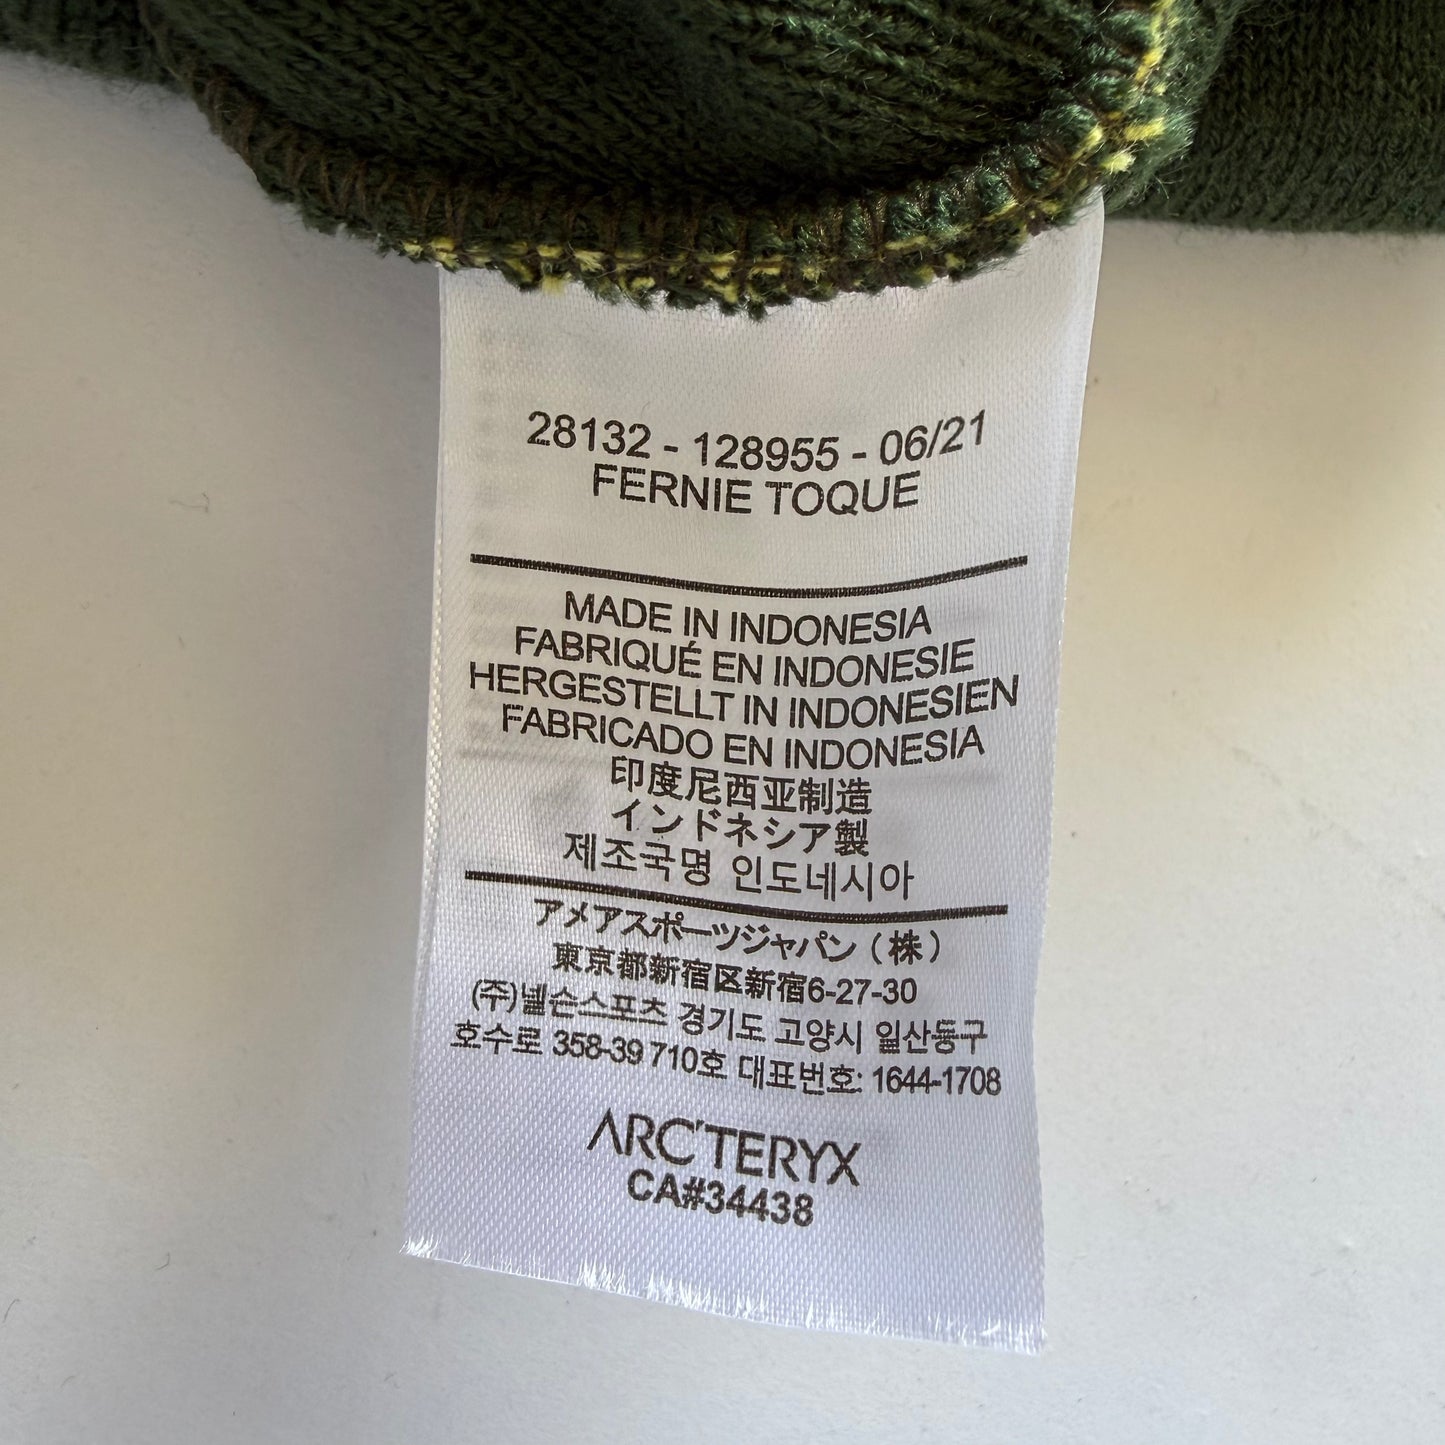 28132 - 128955 - 06/21
FERNIE TOQUE
MADE IN INDONESIA
FABRIQUÉ EN INDONESIE
HERGESTELLT IN INDONESIEN
FABRICADO EN INDONESIA
印度尼西亚制造
インドネシア製
제조국명 인도네시아
アメアスポーツジャパン（株）
東京都新宿区新宿6-27-30
(주)넬슨스포츠 경기도 고양시 일산동구
호수로 358-39 710호 대표번호: 1644-1708
ARC'TERYX
CA#34438